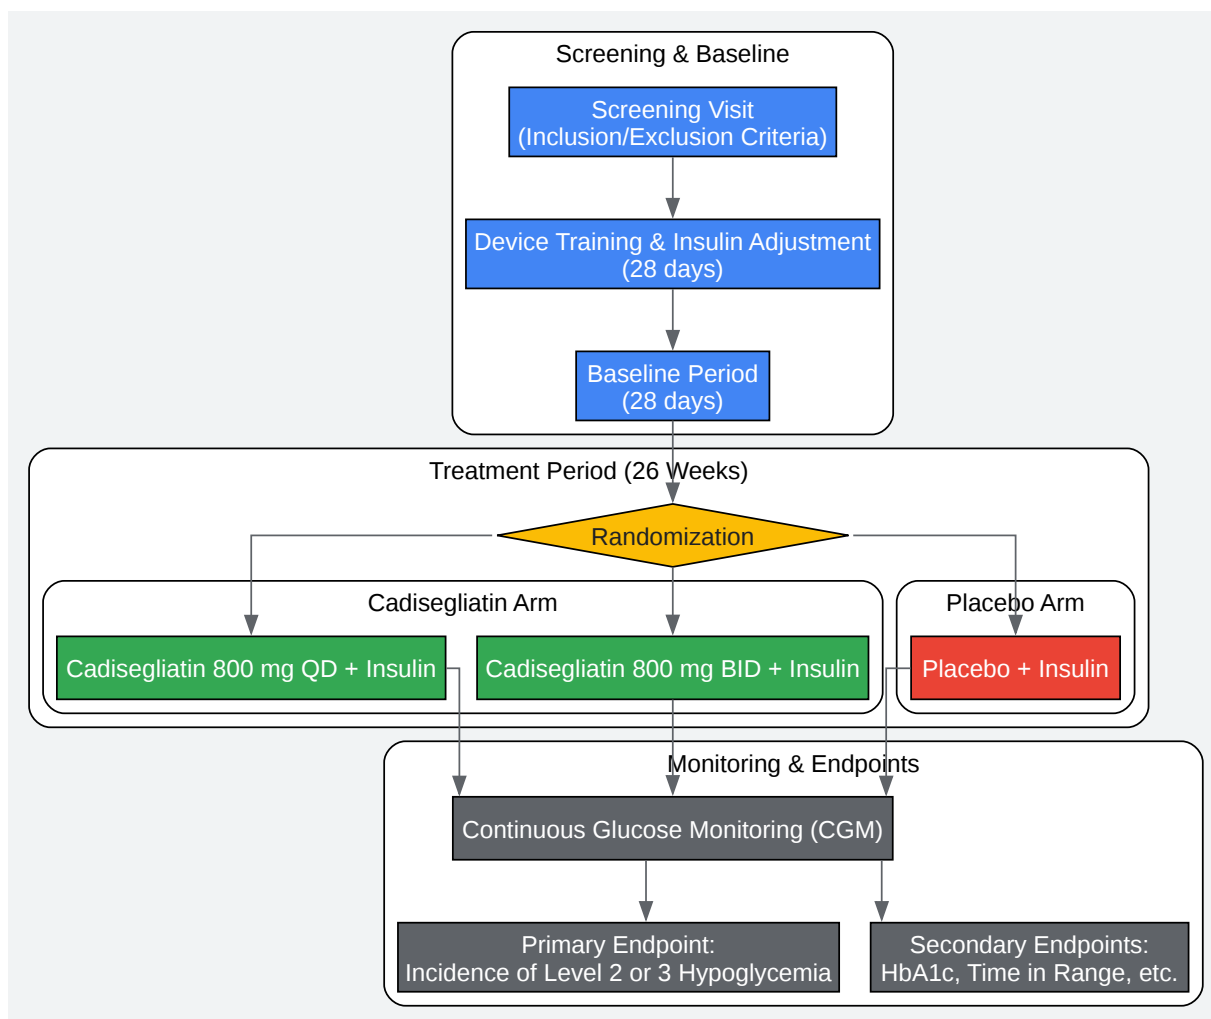 Screening & Baseline
Screening Visit
(Inclusion/Exclusion Criteria)
Device Training & Insulin Adjustment
(28 days)
Baseline Period
(28 days)
Treatment Period (26 Weeks)
Randomization
Cadisegliatin Arm
Placebo Arm
Cadisegliatin 800 mg QD + Insulin
Cadisegliatin 800 mg BID + Insulin
Placebo + Insulin
Monitoring & Endpoints
Continuous Glucose Monitoring (CGM)
Primary Endpoint:
Incidence of Level 2 or 3 Hypoglycemia
Secondary Endpoints:
HbA1c, Time in Range, etc.